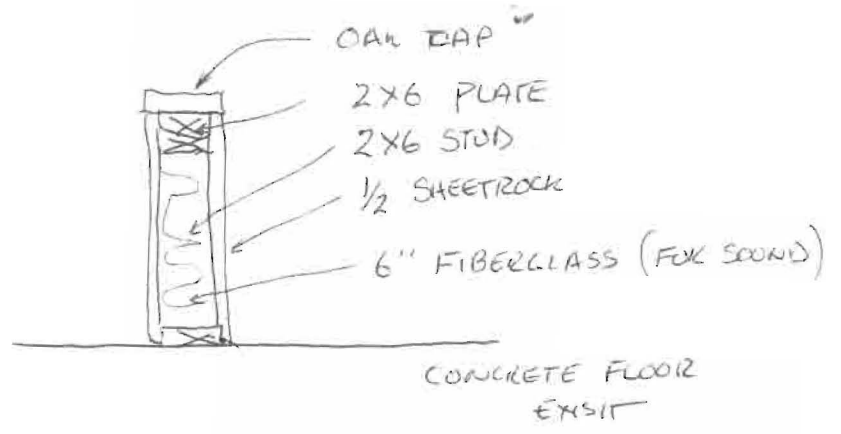 OAK CAP
2X6 PLATE
2X6 STUD
1/2 SHEETROCK
6" FIBERGLASS (FOR SOUND)
CONCRETE FLOOR
EXSIT